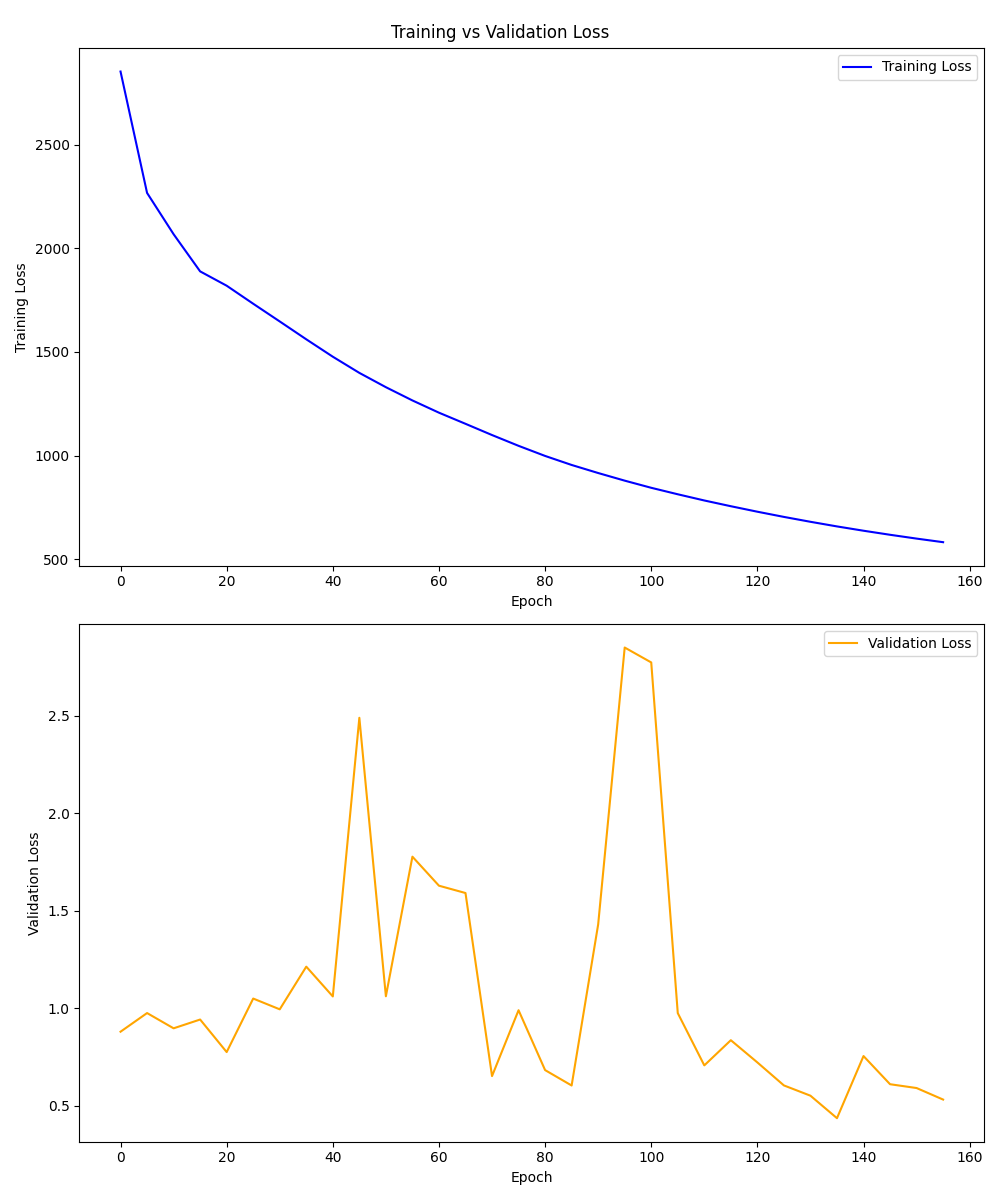 Training vs Validation Loss
Training Loss
Training Loss
2500
2000
1500
1000
500
0 20 40 60 80 100 120 140 160
Epoch
Validation Loss
Validation Loss
2.5
2.0
1.5
1.0
0.5
0 20 40 60 80 100 120 140 160
Epoch